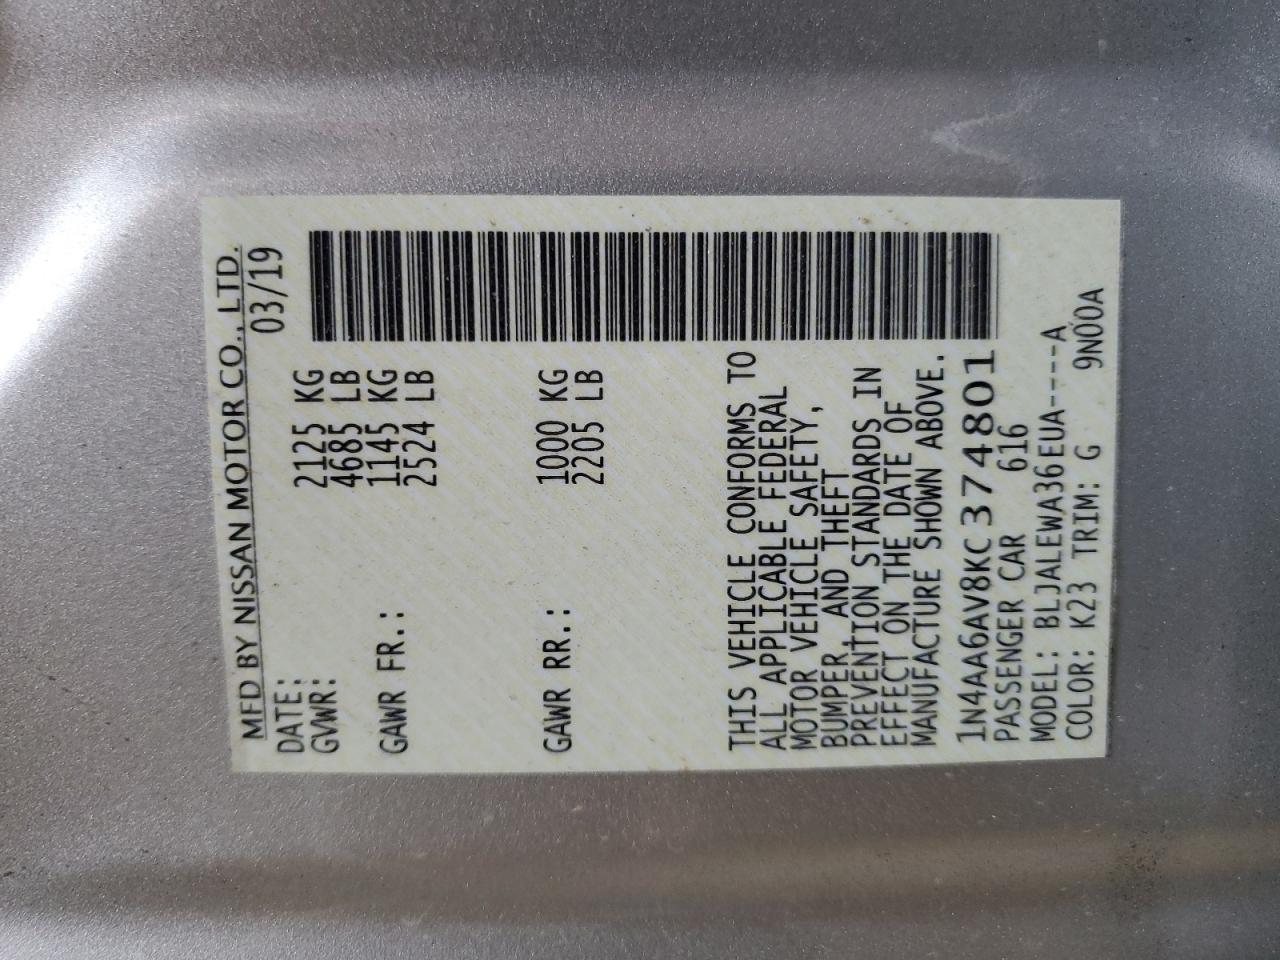 MFD BY NISSAN MOTOR CO., LTD.
DATE: 03/19
GVWR: 2125 KG
4685 LB
GAWR FR.: 1145 KG
2524 LB
GAWR RR.: 1000 KG
2205 LB
THIS VEHICLE CONFORMS TO
ALL APPLICABLE FEDERAL
MOTOR VEHICLE SAFETY,
BUMPER, AND THEFT
PREVENTION STANDARDS IN
EFFECT ON THE DATE OF
MANUFACTURE SHOWN ABOVE.
1N4AA6AV8KC374801
PASSENGER CAR 616
MODEL: BLJALEWA36EUA----A
COLOR: K23 TRIM: G 9N00A